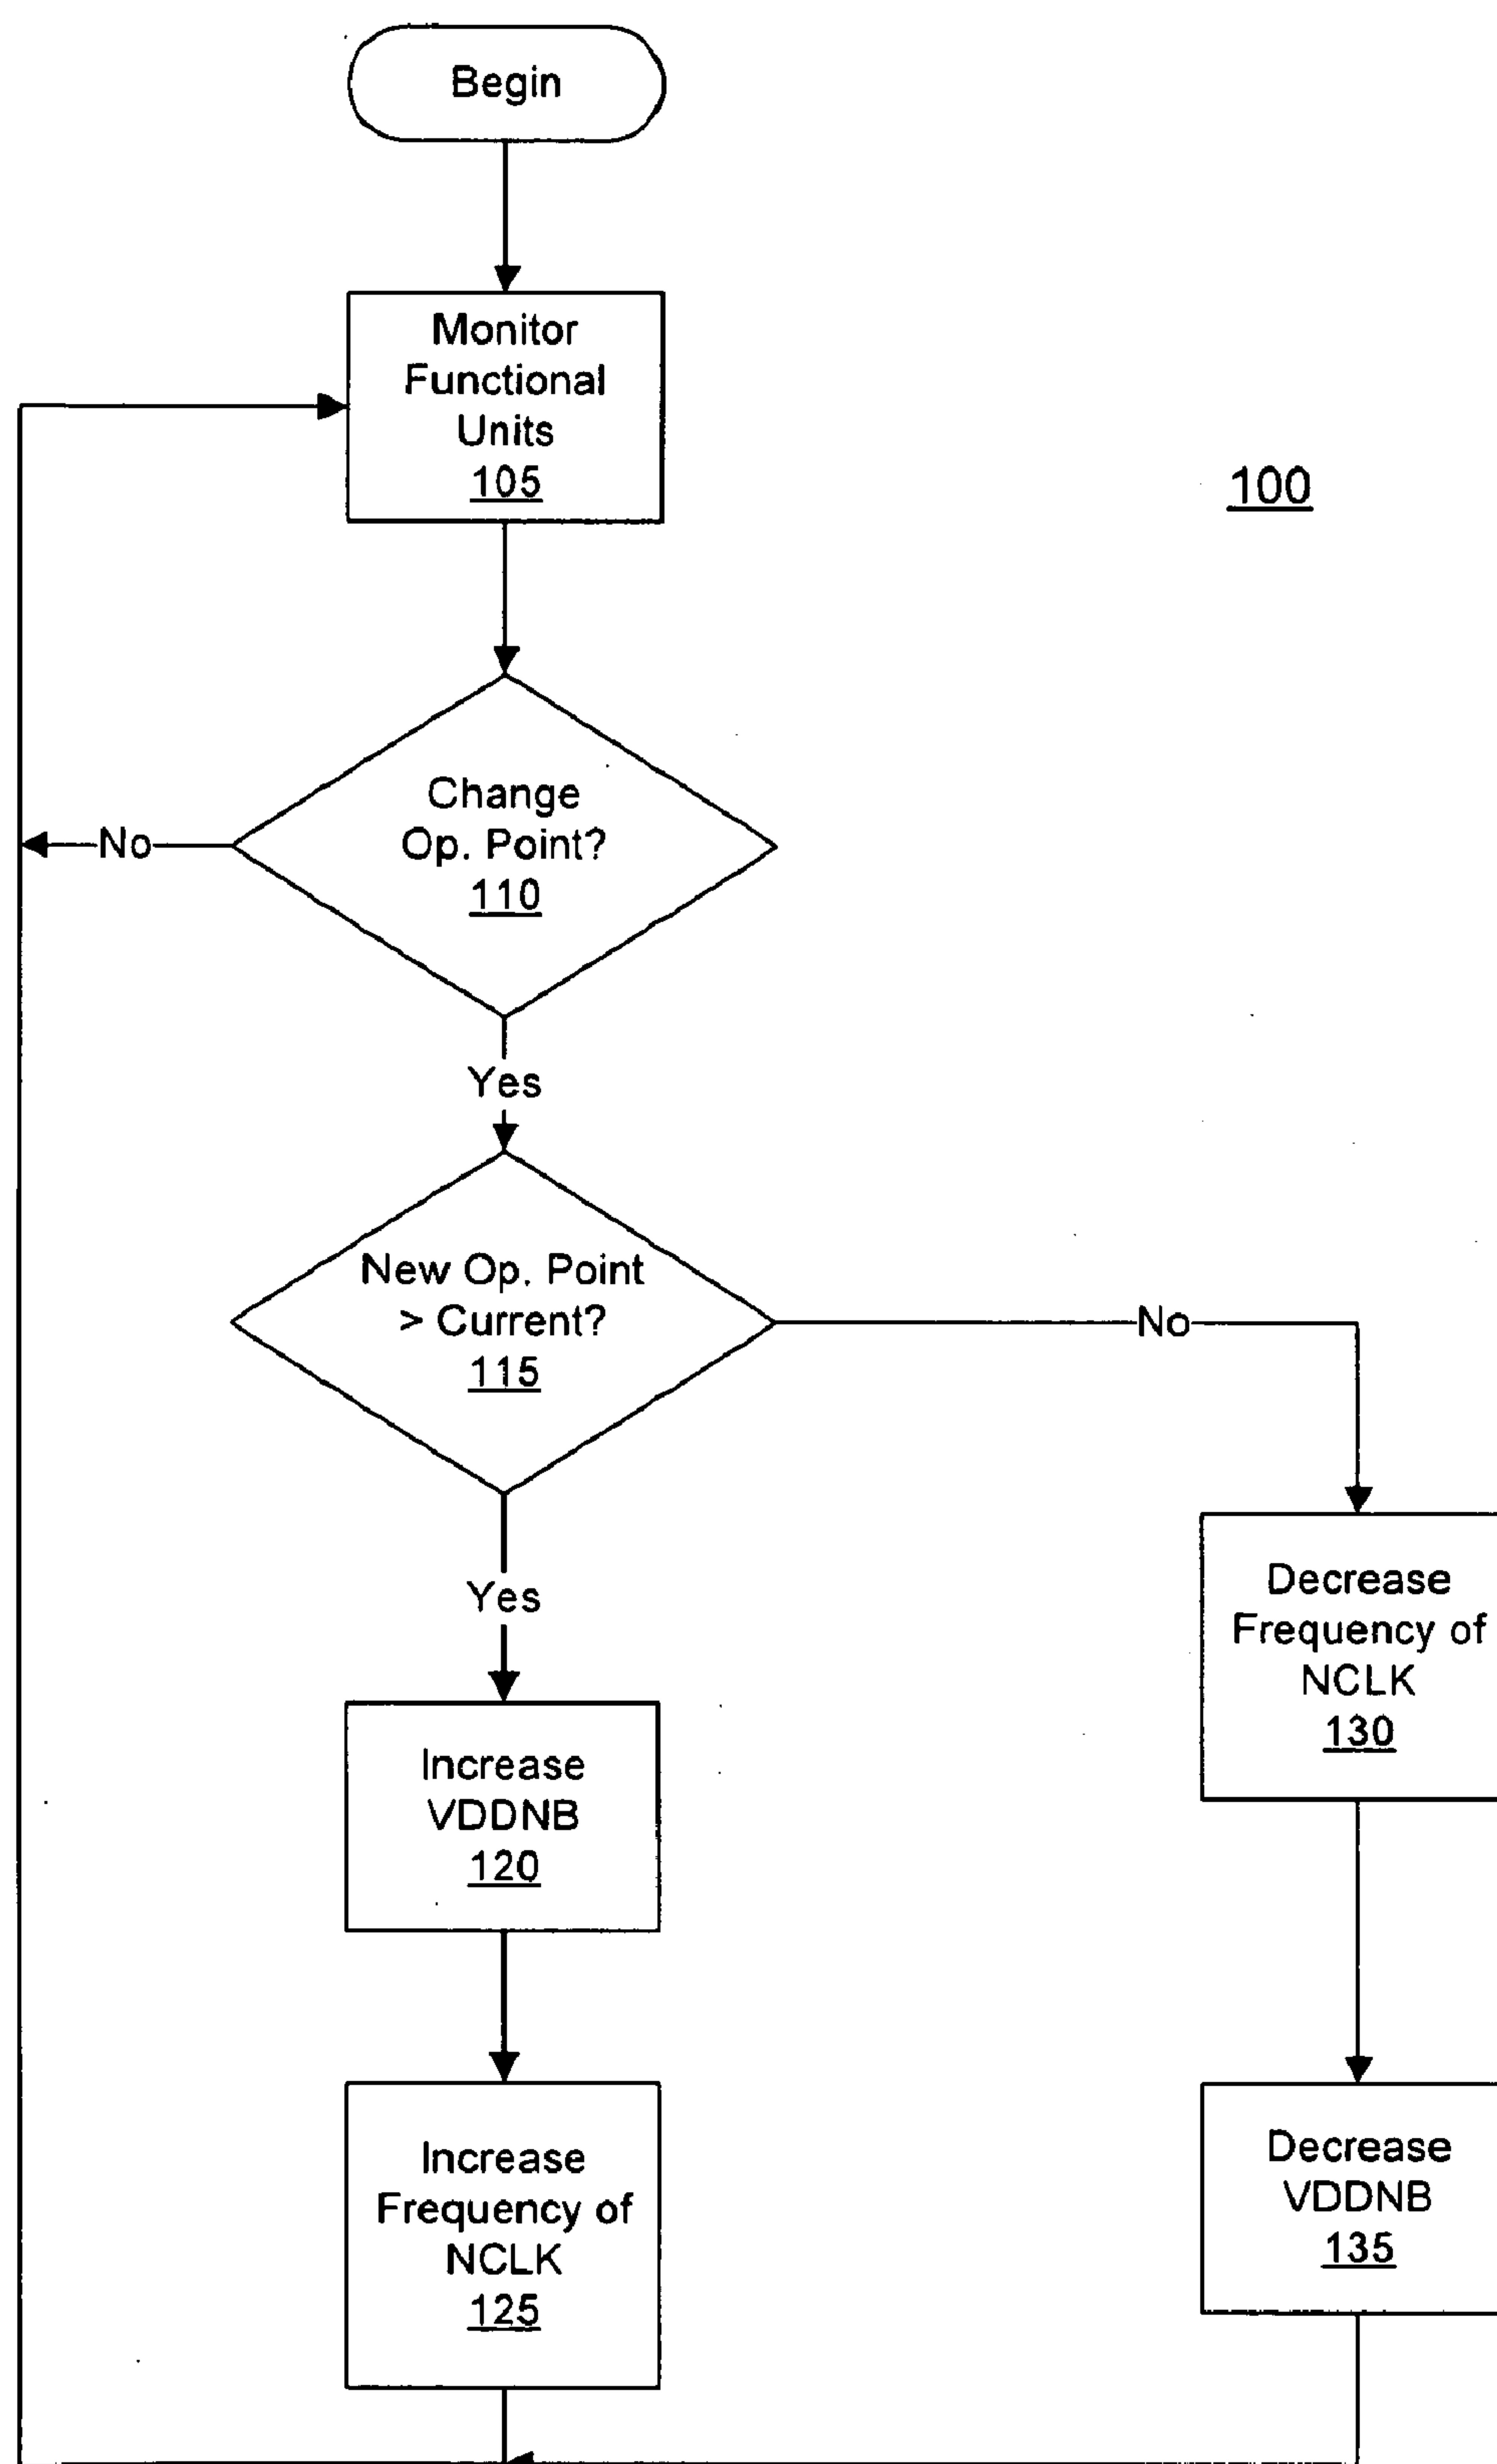 Begin
Monitor
Functional
Units
105
100
Change
Op. Point?
110
No
Yes
New Op. Point
> Current?
115
No
Yes
Decrease
Frequency of
NCLK
130
Increase
VDDNB
120
Increase
Frequency of
NCLK
125
Decrease
VDDNB
135